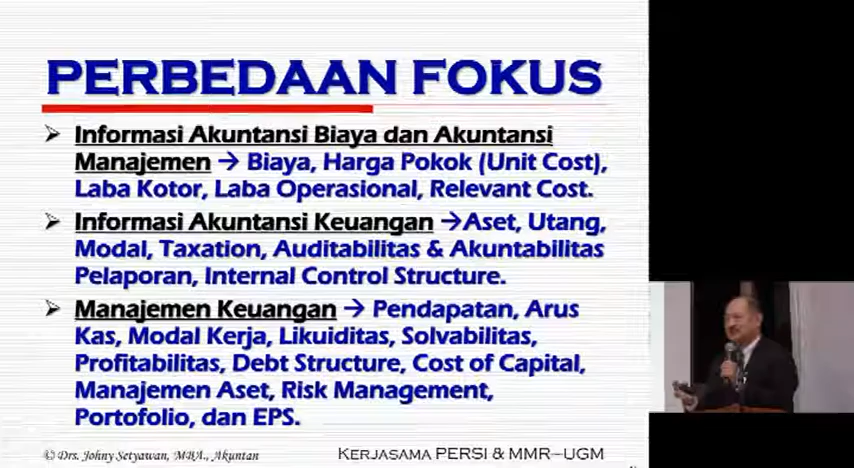 PERBEDAAN FOKUS
➢ Informasi Akuntansi Biaya dan Akuntansi
Manajemen → Biaya, Harga Pokok (Unit Cost),
Laba Kotor, Laba Operasional, Relevant Cost.
➢ Informasi Akuntansi Keuangan →Aset, Utang,
Modal, Taxation, Auditabilitas & Akuntabilitas
Pelaporan, Internal Control Structure.
➢ Manajemen Keuangan → Pendapatan, Arus
Kas, Modal Kerja, Likuiditas, Solvabilitas,
Profitabilitas, Debt Structure, Cost of Capital,
Manajemen Aset, Risk Management,
Portofolio, dan EPS.
© Drs. Johny Setyawan, MBA., Akuntan
KERJASAMA PERSI & MMR–UGM